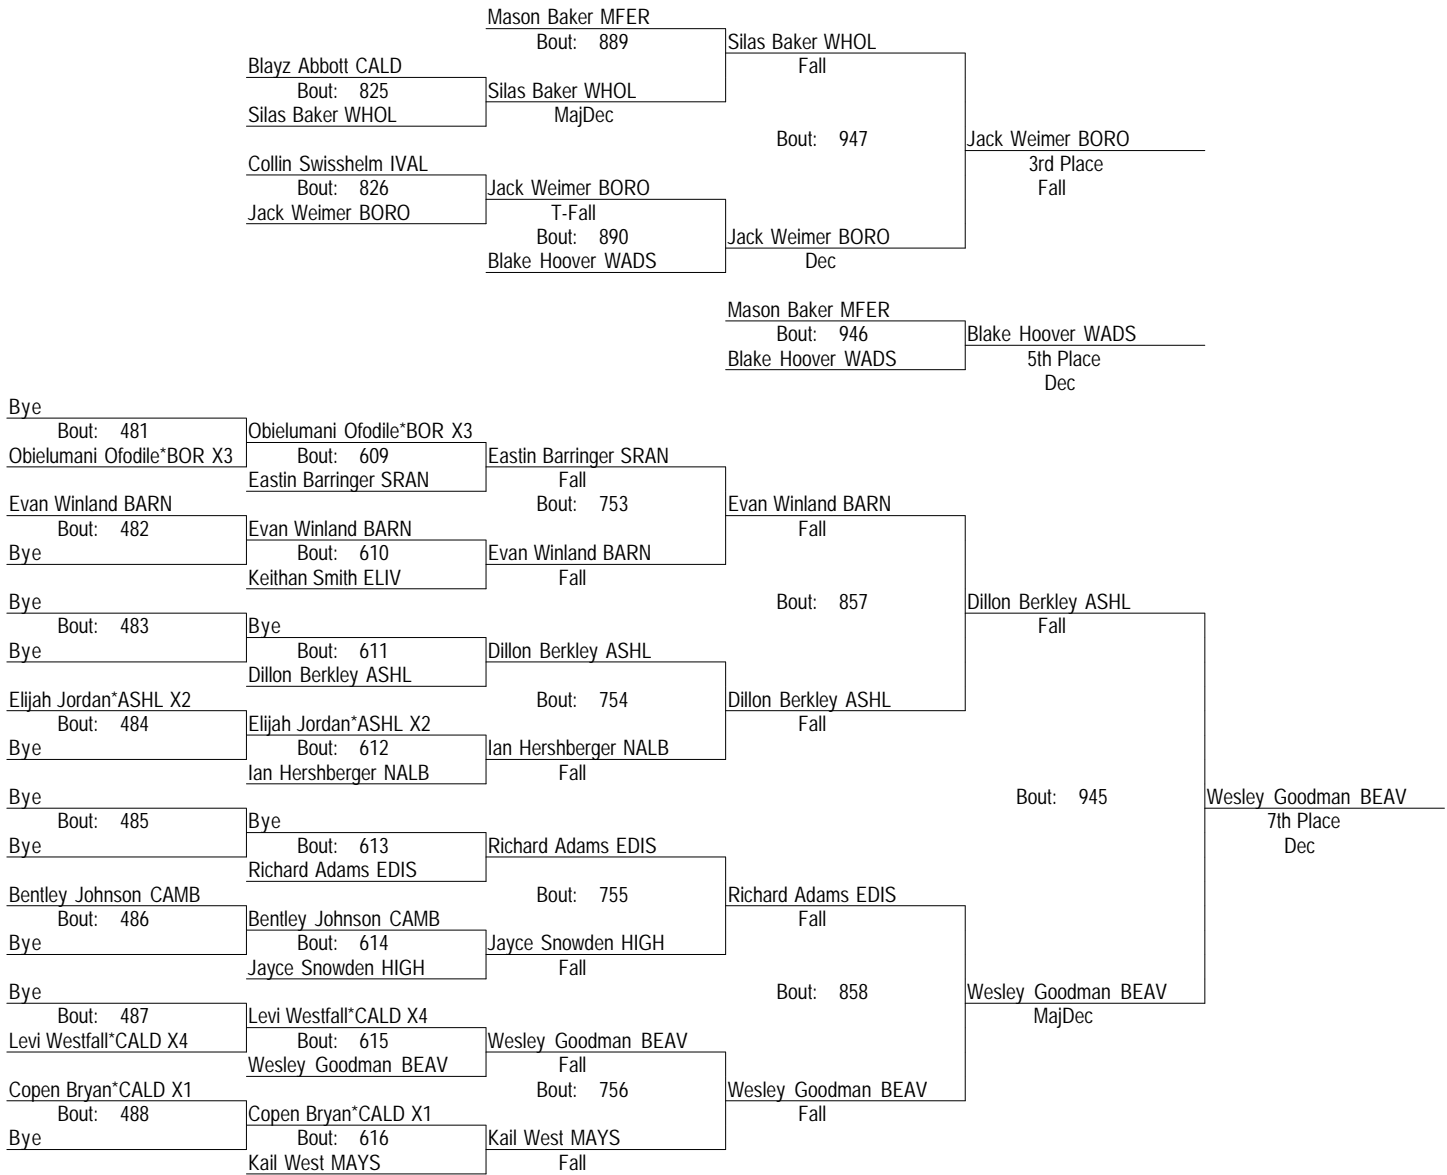 Mason Baker MFER
Bout: 889
Silas Baker WHOL
Fall
Blayz Abbott CALD
Bout: 825
Silas Baker WHOL
MajDec
Silas Baker WHOL
Bout: 947
Jack Weimer BORO
3rd Place
Fall
Collin Swisshelm IVAL
Bout: 826
Jack Weimer BORO
T-Fall
Jack Weimer BORO
Bout: 890
Jack Weimer BORO
Dec
Blake Hoover WADS
Mason Baker MFER
Bout: 946
Blake Hoover WADS
5th Place
Dec
Blake Hoover WADS
Bye
Bout: 481
Obielumani Ofodile*BOR X3
Obielumani Ofodile*BOR X3
Bout: 609
Eastin Barringer SRAN
Fall
Eastin Barringer SRAN
Bout: 753
Evan Winland BARN
Fall
Evan Winland BARN
Bout: 482
Evan Winland BARN
Bye
Bout: 610
Evan Winland BARN
Fall
Keithan Smith ELIV
Bye
Bout: 857
Dillon Berkley ASHL
Fall
Bout: 483
Bye
Bye
Bout: 611
Dillon Berkley ASHL
Dillon Berkley ASHL
Elijah Jordan*ASHL X2
Bout: 754
Dillon Berkley ASHL
Fall
Bout: 484
Elijah Jordan*ASHL X2
Bye
Bout: 612
Ian Hershberger NALB
Fall
Ian Hershberger NALB
Bye
Bout: 945
Wesley Goodman BEAV
7th Place
Dec
Bout: 485
Bye
Bye
Bout: 613
Richard Adams EDIS
Richard Adams EDIS
Bentley Johnson CAMB
Bout: 755
Richard Adams EDIS
Fall
Bout: 486
Bentley Johnson CAMB
Bye
Bout: 614
Jayce Snowden HIGH
Fall
Jayce Snowden HIGH
Bye
Bout: 858
Wesley Goodman BEAV
MajDec
Bout: 487
Levi Westfall*CALD X4
Levi Westfall*CALD X4
Bout: 615
Wesley Goodman BEAV
Fall
Wesley Goodman BEAV
Copen Bryan*CALD X1
Bout: 756
Wesley Goodman BEAV
Fall
Bout: 488
Copen Bryan*CALD X1
Bye
Bout: 616
Kail West MAYS
Fall
Kail West MAYS